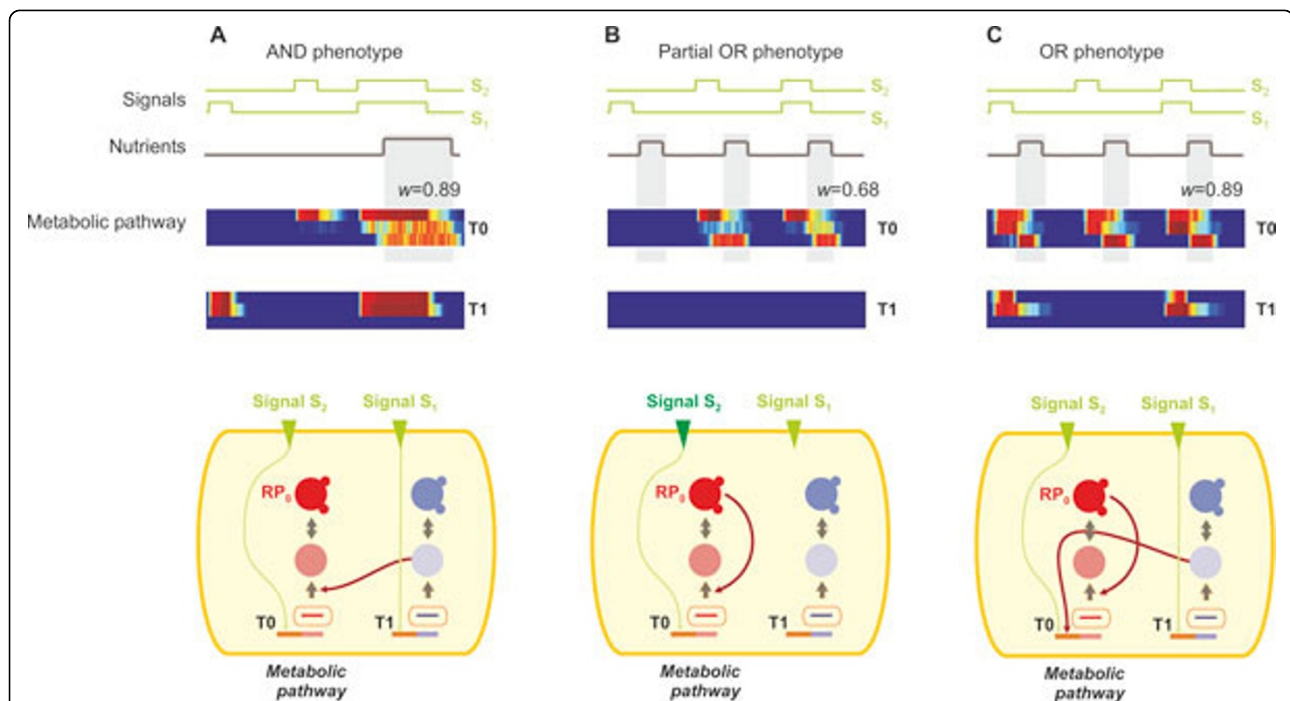 A
AND phenotype
B
Partial OR phenotype
C
OR phenotype
Signals
S2
S1
S2
S1
S2
S1
Nutrients
w=0.89
w=0.68
w=0.89
Metabolic pathway
T0
T0
T0
T1
T1
T1
Signal S2
Signal S1
Signal S2
Signal S1
Signal S2
Signal S1
RP0
RP0
RP0
T0
T1
T0
T1
T0
T1
Metabolic
pathway
Metabolic
pathway
Metabolic
pathway